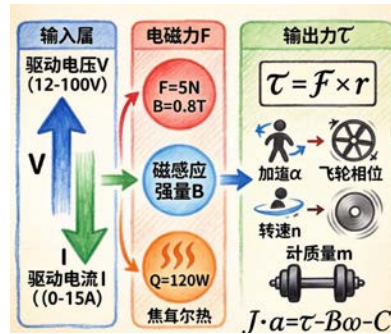 输入属
驱动电压V
(12-100V)
V
I
驱动电流I
((0-15A)
电磁力F
F=5N
B=0.8T
磁感应
强量B
Q=120W
焦耳尔热
输出力τ
τ=F×r
加道α
飞轮相位
转速n
动质量m
J·a=τ-Bω-C